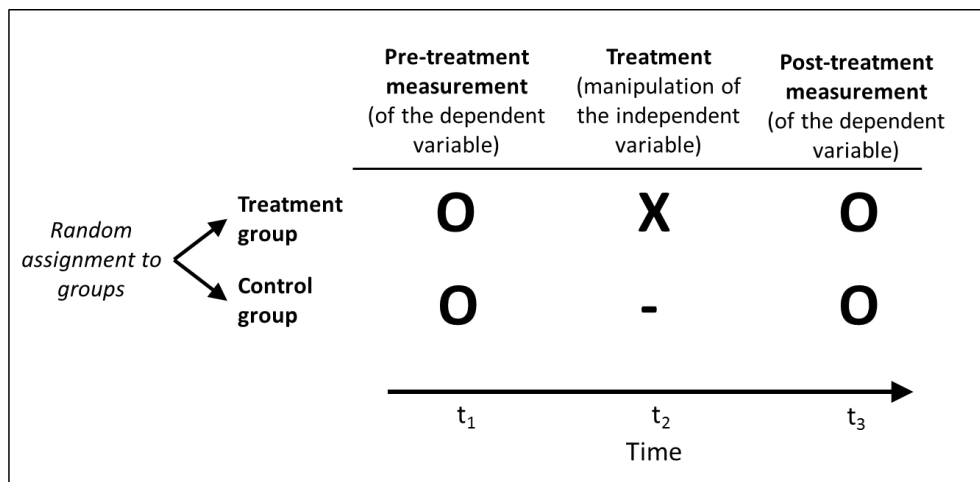 Pre-treatment
measurement
(of the dependent
variable)
Treatment
(manipulation of
the independent
variable)
Post-treatment
measurement
(of the dependent
variable)
Random
assignment to
groups
Treatment
group
O X O
Control
group
O - O
t₁ t₂ t₃
Time